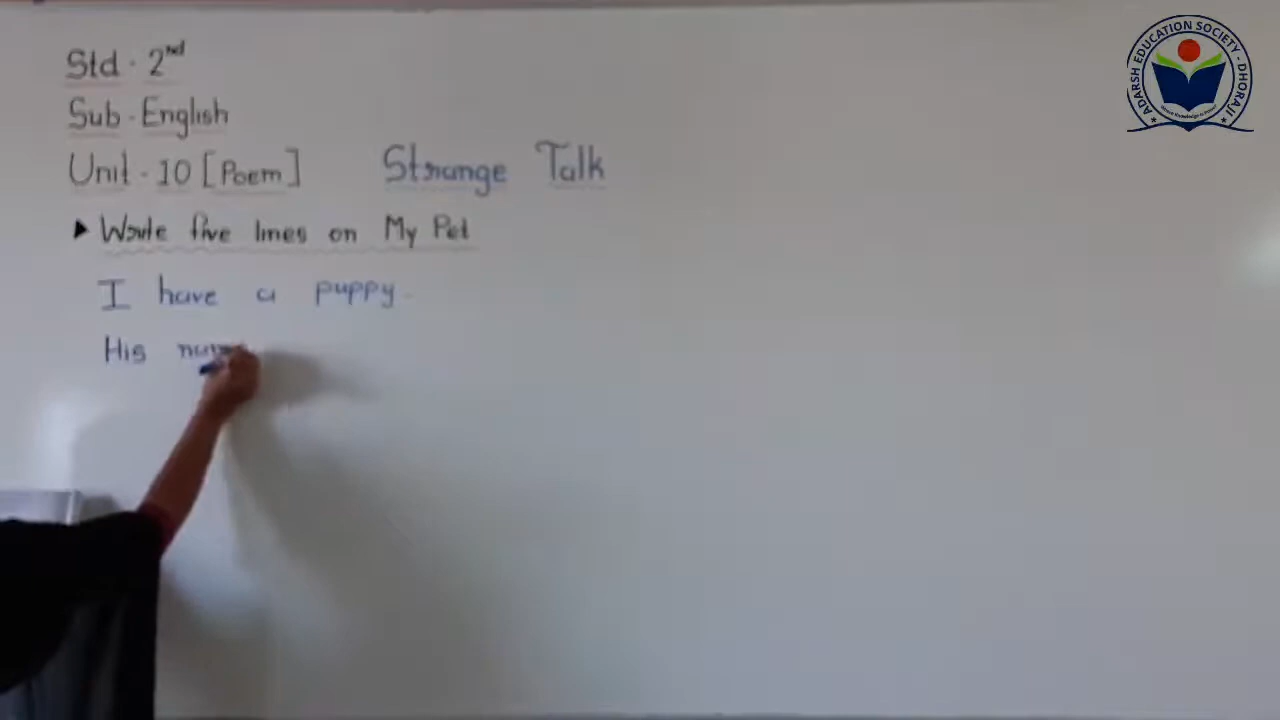 Std. 2nd
Sub. English
Unit. 10 [Poem] Strange Talk
▶ Write five lines on My Pet
I have a puppy.
His
ADARSH EDUCATION SOCIETY - DHORAJI